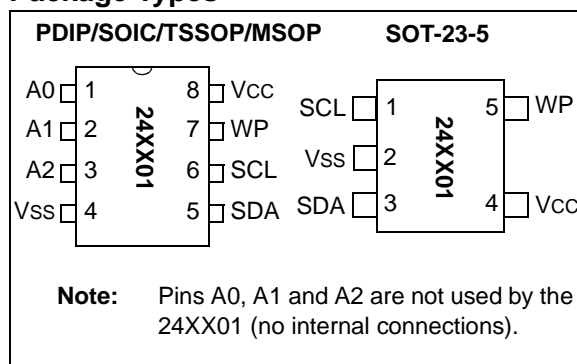 PDIP/SOIC/TSSOP/MSOP SOT-23-5
A0 1 8 VCC
A1 2 7 WP
A2 3 6 SCL
VSS 4 5 SDA
24XX01
SCL 1 5 WP
VSS 2
SDA 3 4 VCC
24XX01
Note: Pins A0, A1 and A2 are not used by the
24XX01 (no internal connections).